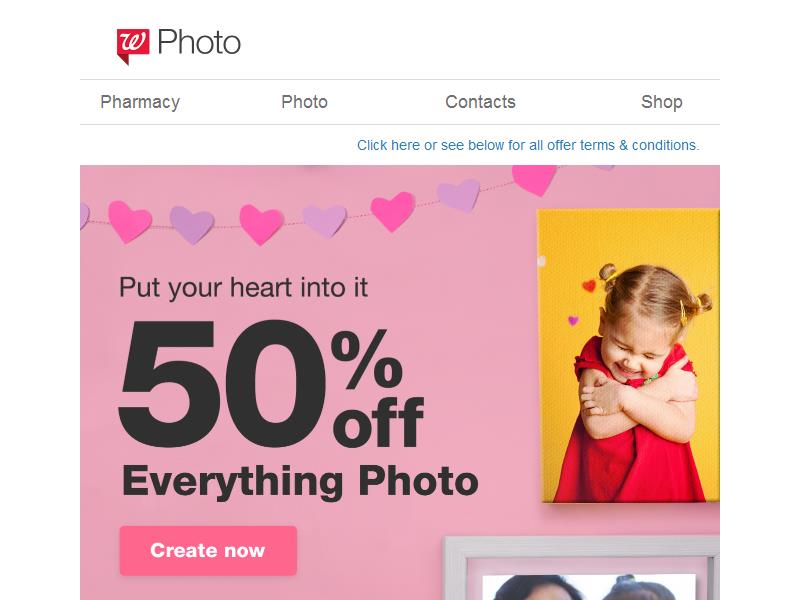 W Photo
Pharmacy Photo Contacts Shop
Click here or see below for all offer terms & conditions.
Put your heart into it
50% off
Everything Photo
Create now